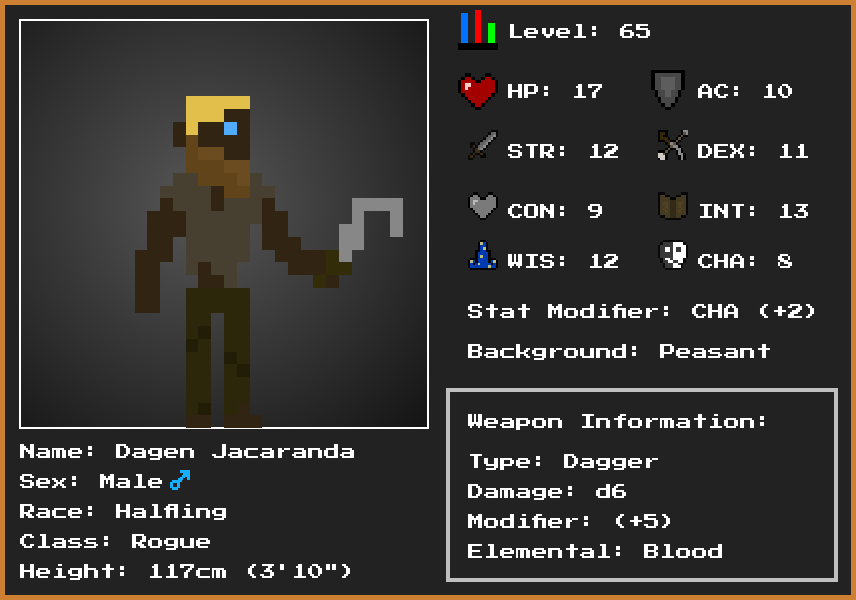 Level: 65
HP: 17 AC: 10
STR: 12 DEX: 11
CON: 9 INT: 13
WIS: 12 CHA: 8
Stat Modifier: CHA (+2)
Background: Peasant
Weapon Information:
Type: Dagger
Damage: d6
Modifier: (+5)
Elemental: Blood
Name: Dagen Jacaranda
Sex: Male ♂
Race: Halfling
Class: Rogue
Height: 117cm (3'10")